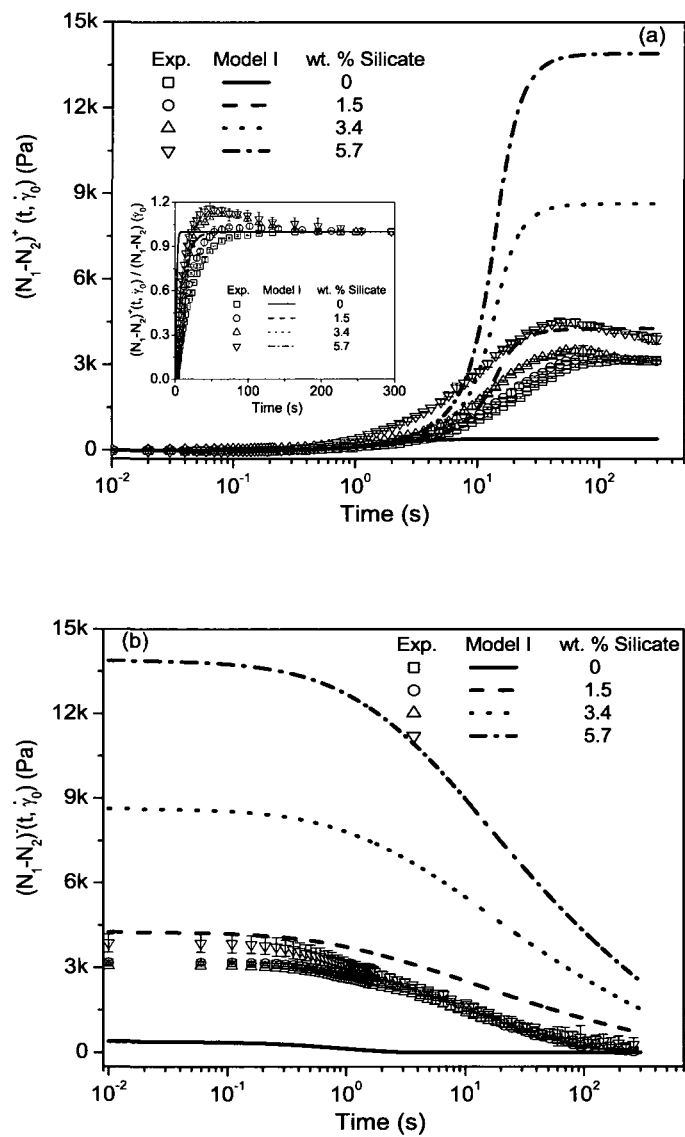 (a)
Exp. Model I wt. % Silicate
0
1.5
3.4
5.7
15k
12k
9k
6k
3k
0
(N₁-N₂)⁺(t, γ̇₀) (Pa)
10⁻² 10⁻¹ 10⁰ 10¹ 10²
Time (s)
1.2
0.9
0.6
0.3
0.0
(N₁-N₂)⁺(t, γ̇₀) / (N₁-N₂) (γ̇₀)
Exp. Model I wt. % Silicate
0
1.5
3.4
5.7
0 100 200 300
Time (s)
(b)
Exp. Model I wt. % Silicate
0
1.5
3.4
5.7
15k
12k
9k
6k
3k
0
(N₁-N₂)⁻(t, γ̇₀) (Pa)
10⁻² 10⁻¹ 10⁰ 10¹ 10²
Time (s)